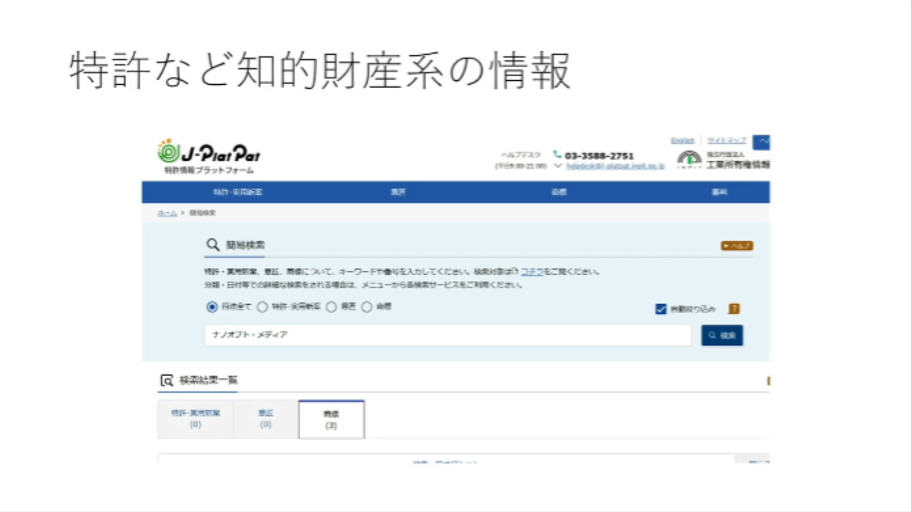 特許など知的財産系の情報
J-PlatPat
特許情報プラットフォーム
ヘルプデスク
(平日9:00-21:00)
03-3588-2751
helpdesk@j-platpat.inpit.go.jp
English
サイトマップ
ヘ
独立行政法人
工業所有権情報
特許・実用新案
意匠
商標
審判
ホーム > 簡易検索
簡易検索
ヘルプ
特許・実用新案、意匠、商標について、キーワードや番号を入力してください。検索対象は コチラをご覧ください。
分類・日付等での詳細な検索をされる場合は、メニューから各検索サービスをご利用ください。
四法全て 特許・実用新案 意匠 商標
自動絞り込み ?
ナノオプト・メディア
検索
検索結果一覧
特許・実用新案
(0)
意匠
(0)
商標
(3)